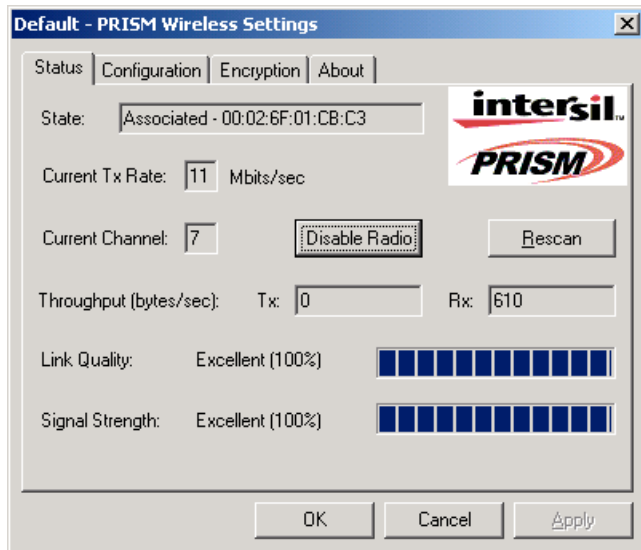 Default - PRISM Wireless Settings
Status Configuration Encryption About
intersil™
PRISM
State: Associated - 00:02:6F:01:CB:C3
Current Tx Rate: 11 Mbits/sec
Current Channel: 7 Disable Radio Rescan
Throughput (bytes/sec): Tx: 0 Rx: 610
Link Quality: Excellent (100%)
Signal Strength: Excellent (100%)
OK Cancel Apply